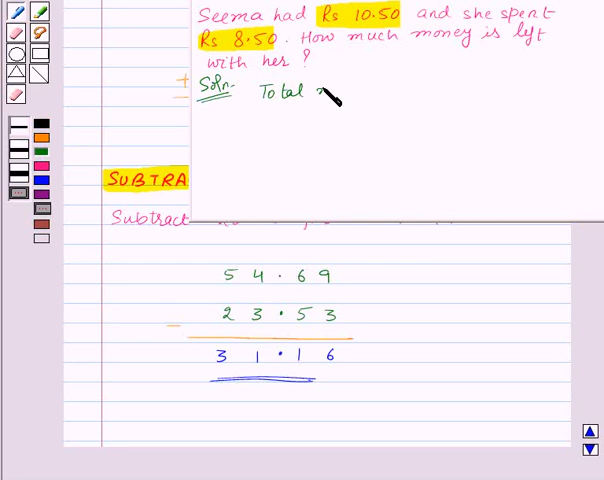 Seema had Rs 10.50 and she spent
Rs 8.50. How much money is left
with her ?
Soln- Total
+
SUBTRA
Subtract
5 4 . 6 9
2 3 . 5 3
-
3 1 . 1 6